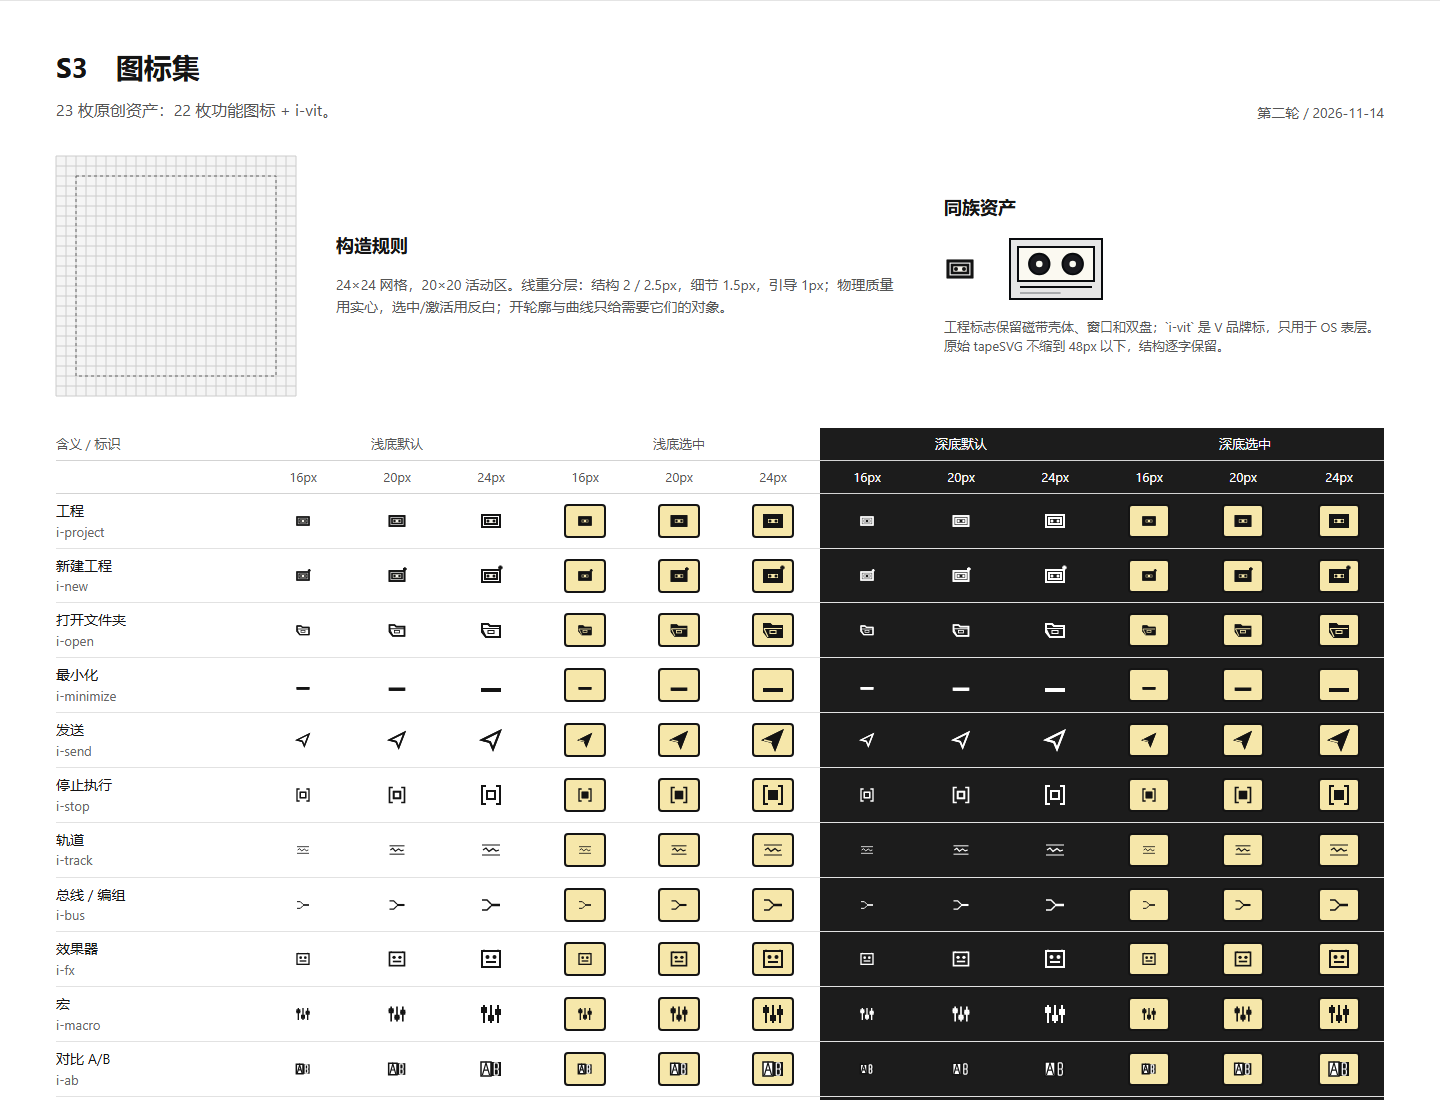 S3 图标集
23 枚原创资产：22 枚功能图标 + i-vit。
第二轮 / 2026-11-14
构造规则
24×24 网格，20×20 活动区。线重分层：结构 2 / 2.5px，细节 1.5px，引导 1px；物理质量
用实心，选中/激活用反白；开轮廓与曲线只给需要它们的对象。
同族资产
工程标志保留磁带壳体、窗口和双盘；`i-vit` 是 V 品牌标，只用于 OS 表层。
原始 tapeSVG 不缩到 48px 以下，结构逐字保留。
含义 / 标识 浅底默认 浅底选中 深底默认 深底选中
16px 20px 24px 16px 20px 24px 16px 20px 24px 16px 20px 24px
工程
i-project
新建工程
i-new
打开文件夹
i-open
最小化
i-minimize
发送
i-send
停止执行
i-stop
轨道
i-track
总线 / 编组
i-bus
效果器
i-fx
宏
i-macro
对比 A/B
i-ab